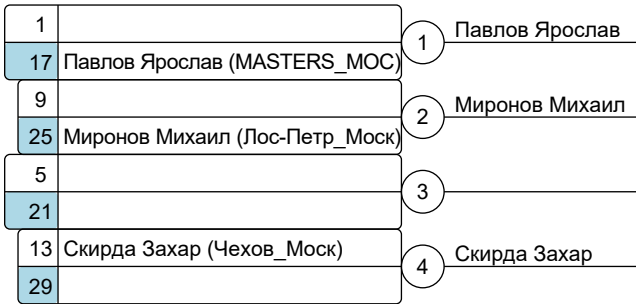 1
1 Павлов Ярослав
17 Павлов Ярослав (MASTERS_МОС)
9
2 Миронов Михаил
25 Миронов Михаил (Лос-Петр_Моск)
5
3
21
13 Скирда Захар (Чехов_Моск)
4 Скирда Захар
29